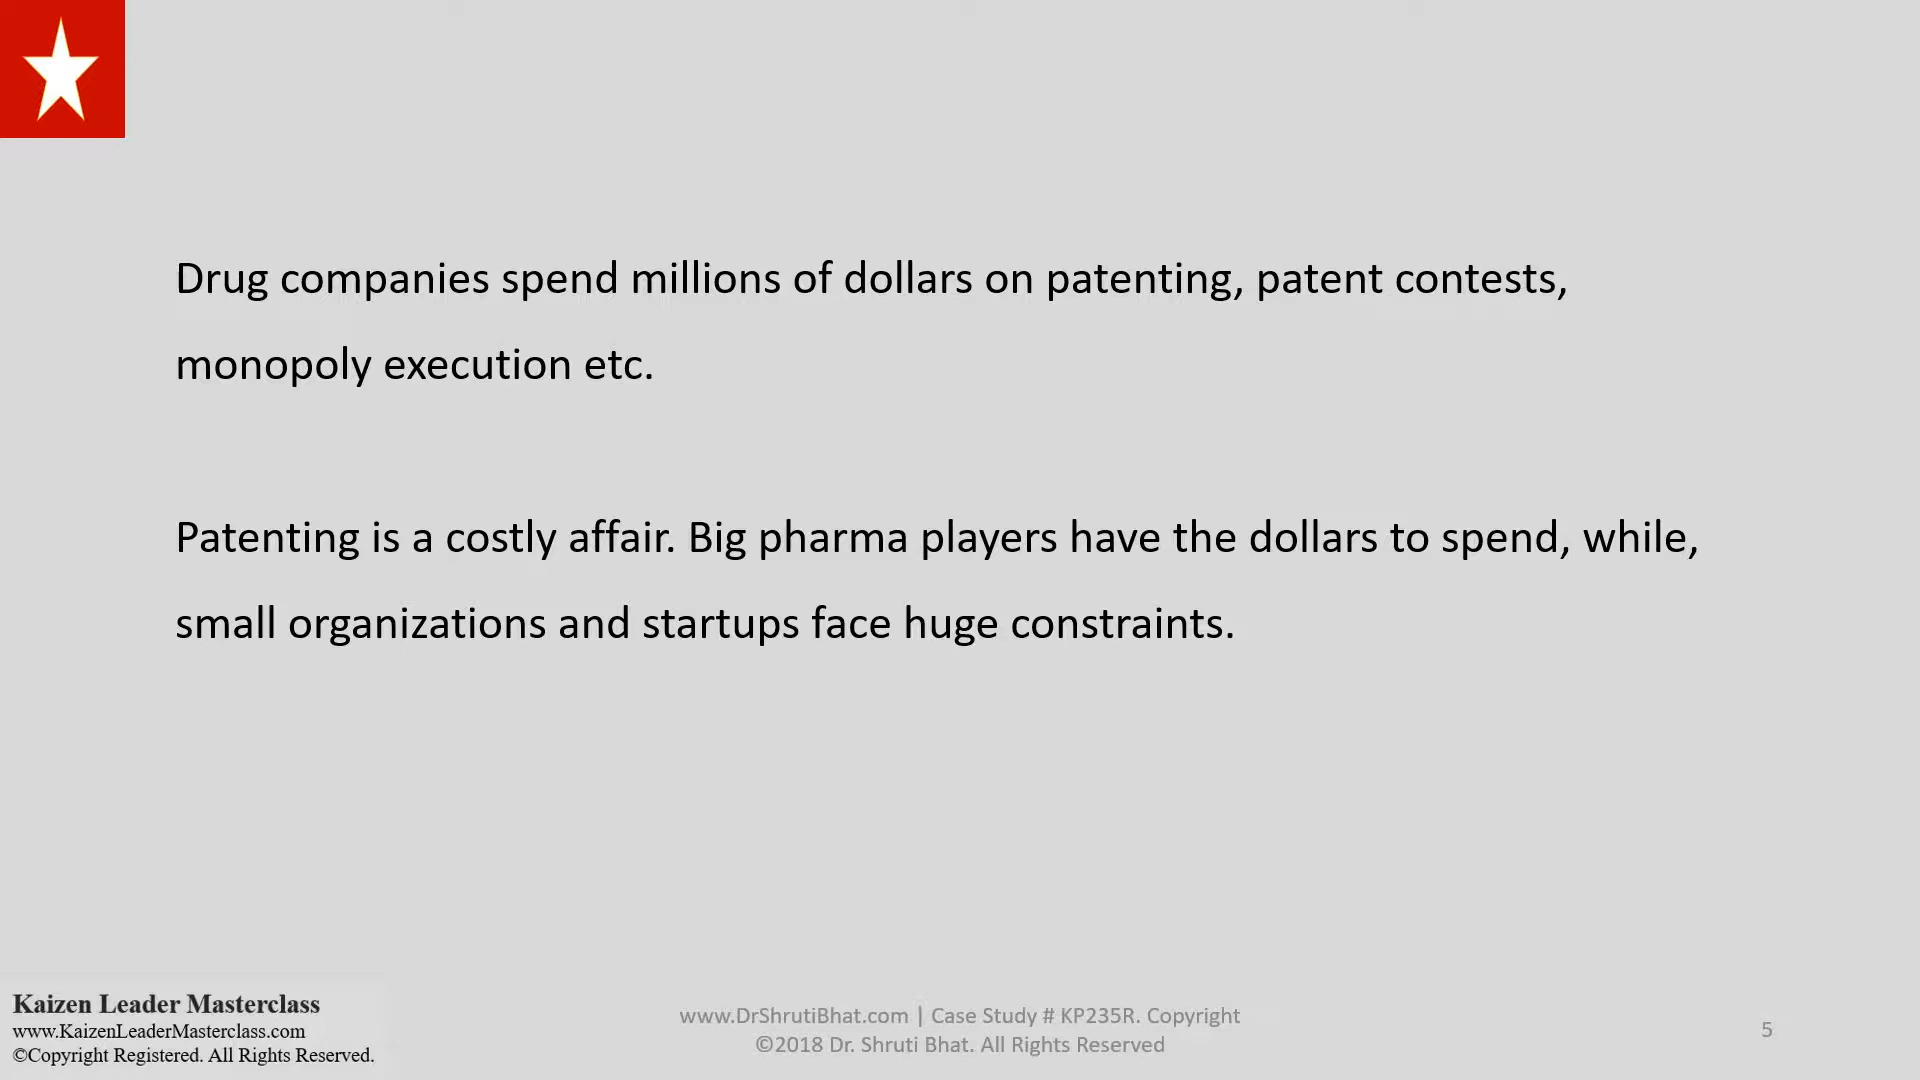 Drug companies spend millions of dollars on patenting, patent contests,
monopoly execution etc.
Patenting is a costly affair. Big pharma players have the dollars to spend, while,
small organizations and startups face huge constraints.
Kaizen Leader Masterclass
www.KaizenLeaderMasterclass.com
©Copyright Registered. All Rights Reserved.
www.DrShrutiBhat.com | Case Study # KP235R. Copyright
©2018 Dr. Shruti Bhat. All Rights Reserved
5